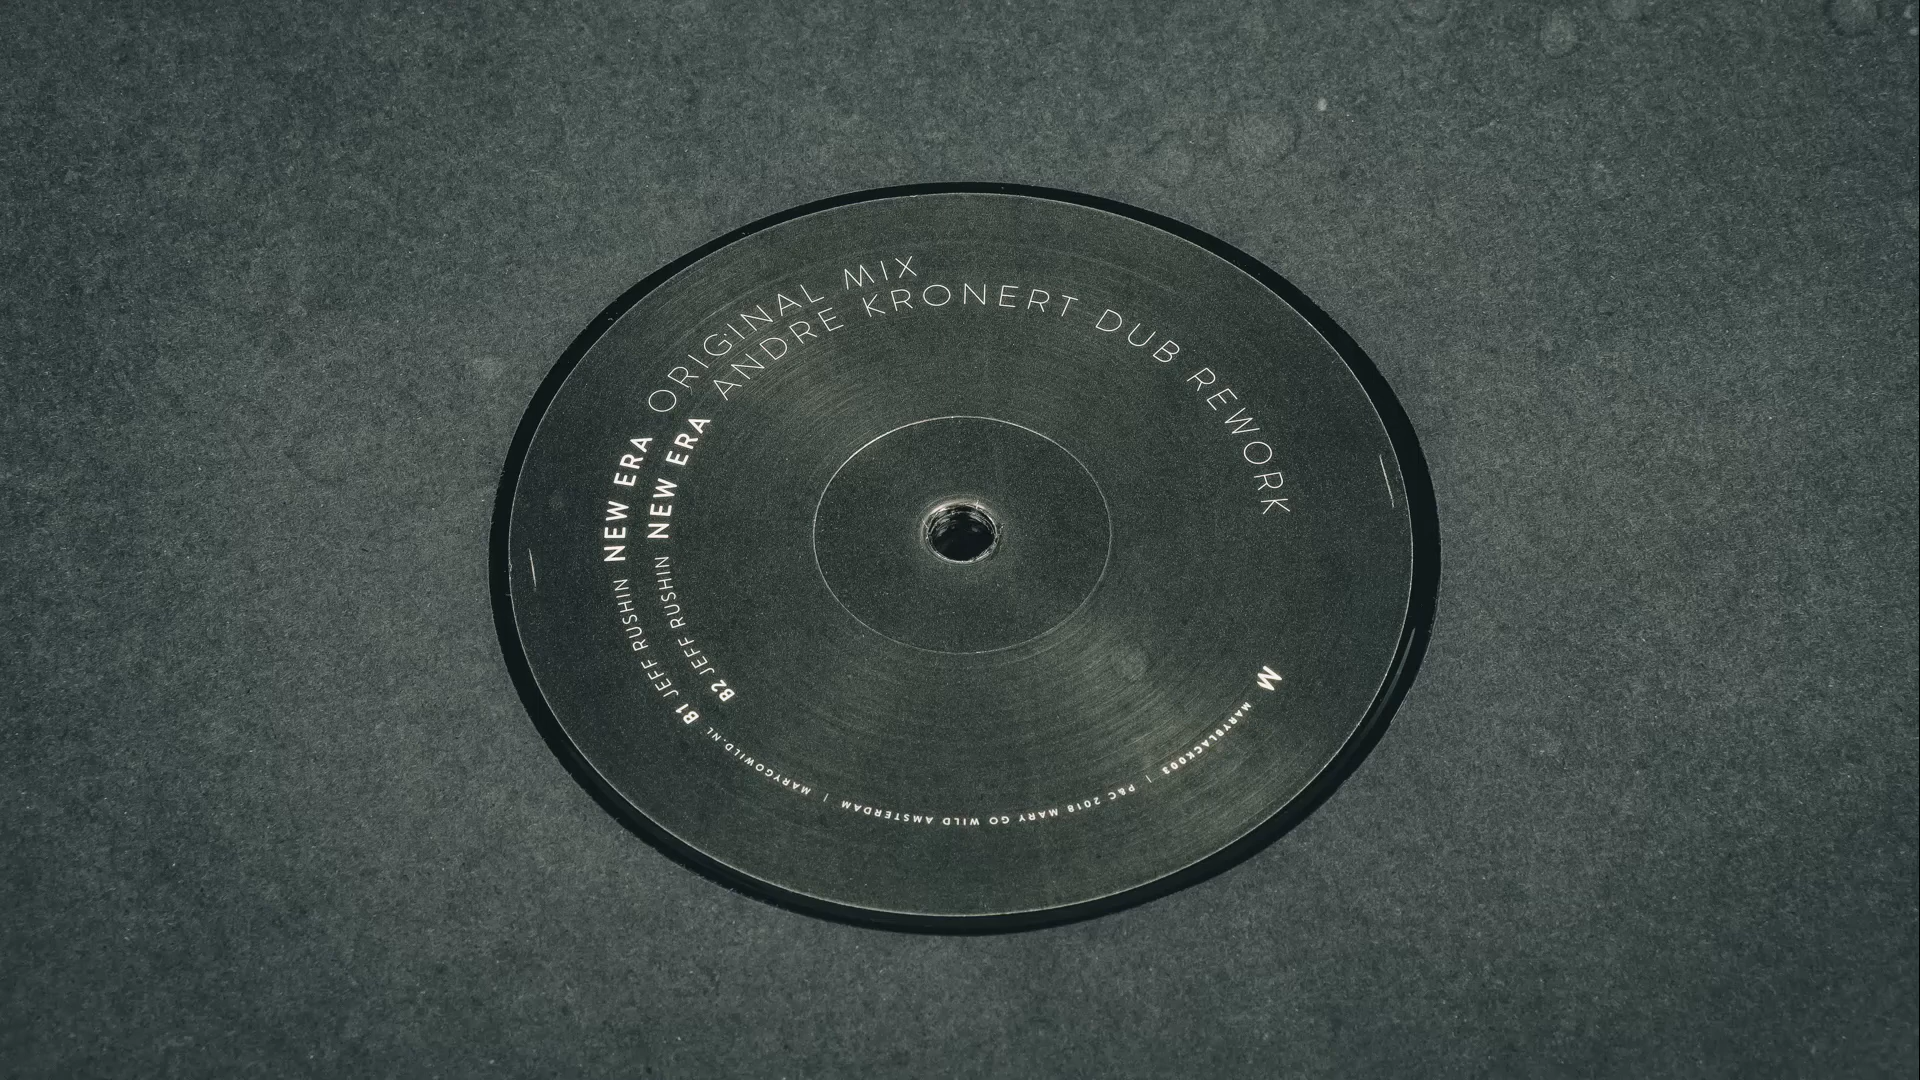 B1 JEFF RUSHIN NEW ERA ORIGINAL MIX
B2 JEFF RUSHIN NEW ERA ANDRE KRONERT DUB REWORK
M
MARYBLACK003 | P&C 2018 MARY GO WILD AMSTERDAM | MARYGOWILD.NL